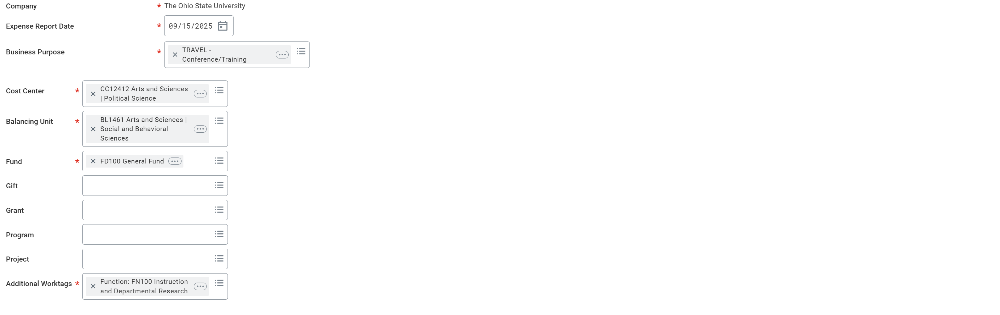 Company * The Ohio State University
Expense Report Date * 09/15/2025
Business Purpose * TRAVEL -
Conference/Training
Cost Center * CC12412 Arts and Sciences
| Political Science
Balancing Unit * BL1461 Arts and Sciences |
Social and Behavioral
Sciences
Fund * FD100 General Fund
Gift
Grant
Program
Project
Additional Worktags * Function: FN100 Instruction
and Departmental Research